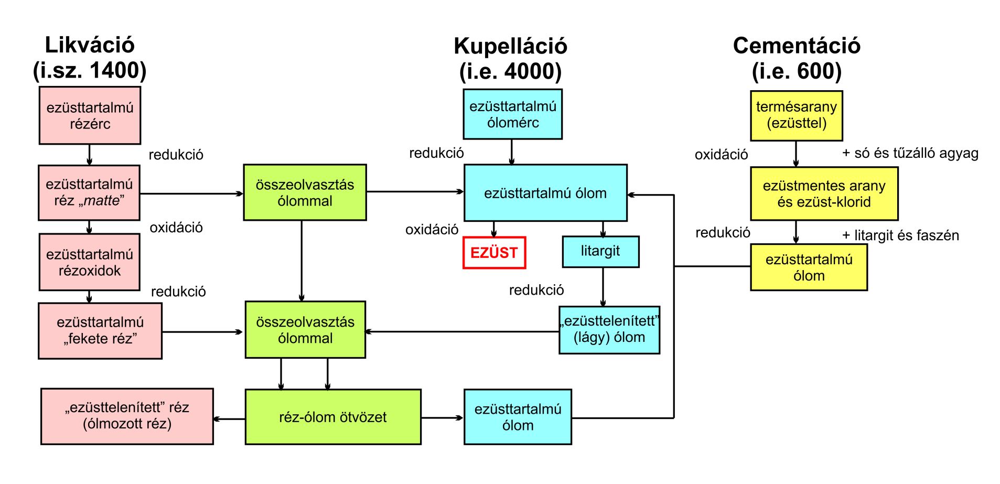 Likváció
(i.sz. 1400)
Kupelláció
(i.e. 4000)
Cementáció
(i.e. 600)
ezüsttartalmú
rézérc
ezüsttartalmú
ólomérc
termésarany
(ezüsttel)
redukció
redukció
oxidáció
+ só és tűzálló agyag
ezüsttartalmú
réz „matte”
összeolvasztás
ólommal
ezüsttartalmú ólom
ezüstmentes arany
és ezüst-klorid
oxidáció
oxidáció
redukció
+ litargit és faszén
ezüsttartalmú
rézoxidok
EZÜST
litargit
ezüsttartalmú
ólom
redukció
redukció
ezüsttartalmú
„fekete réz”
összeolvasztás
ólommal
„ezüsttelenített”
(lágy) ólom
„ezüsttelenített” réz
(ólmozott réz)
réz-ólom ötvözet
ezüsttartalmú
ólom